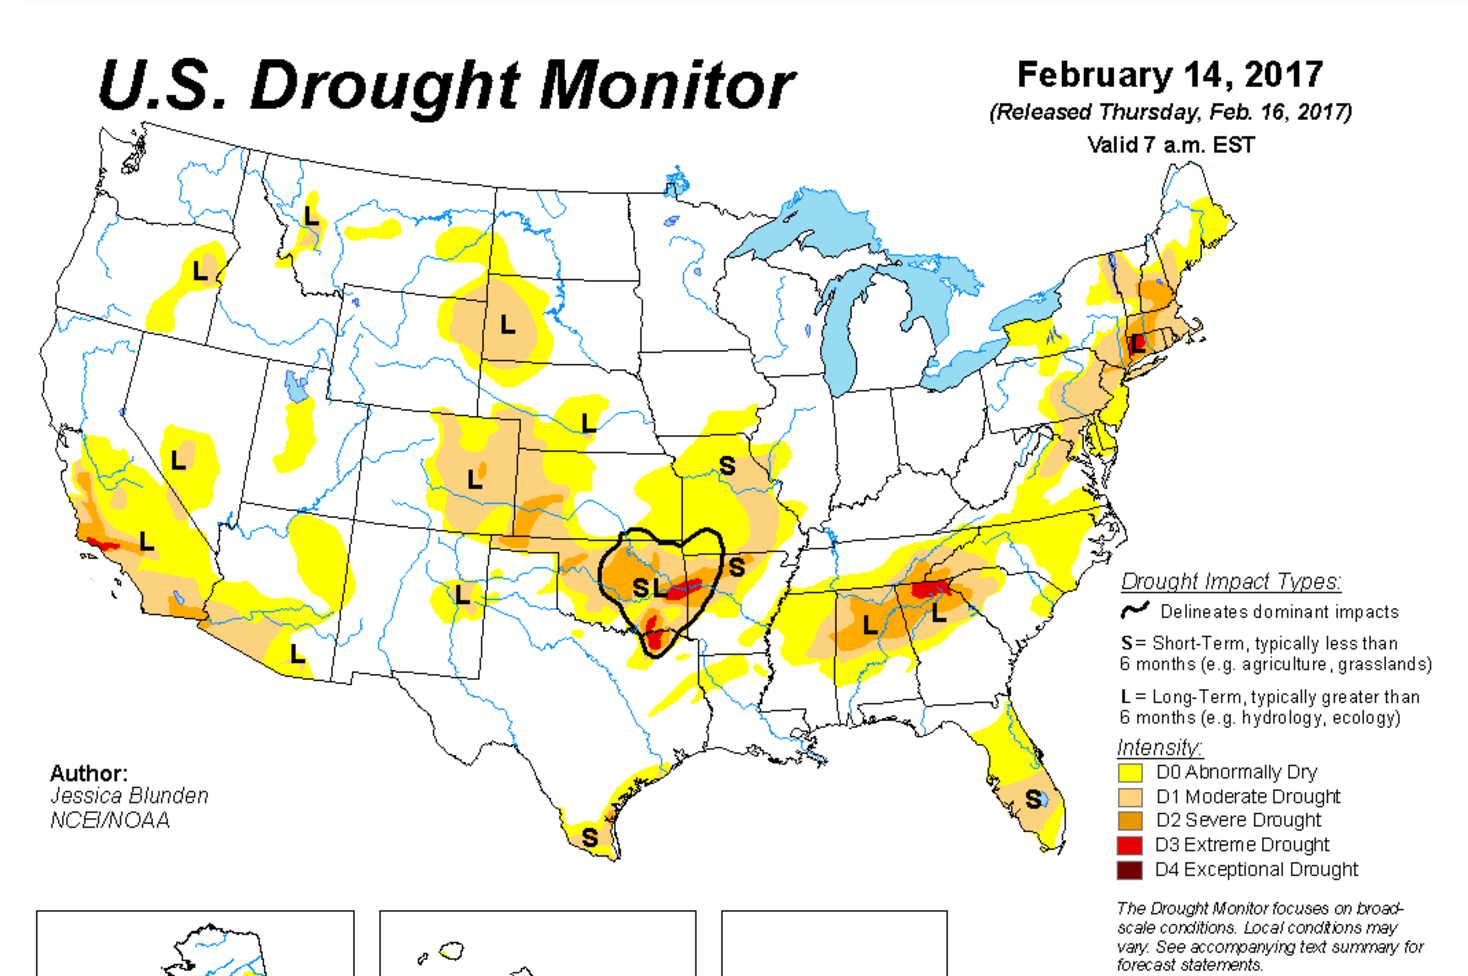 U.S. Drought Monitor
February 14, 2017
(Released Thursday, Feb. 16, 2017)
Valid 7 a.m. EST
L
L
L
L
L
L
S
L
L
S
SL
L
L
L
L
S
S
Drought Impact Types:
Delineates dominant impacts
S = Short-Term, typically less than
6 months (e.g. agriculture, grasslands)
L = Long-Term, typically greater than
6 months (e.g. hydrology, ecology)
Intensity:
D0 Abnormally Dry
D1 Moderate Drought
D2 Severe Drought
D3 Extreme Drought
D4 Exceptional Drought
Author:
Jessica Blunden
NCEI/NOAA
The Drought Monitor focuses on broad-
scale conditions. Local conditions may
vary. See accompanying text summary for
forecast statements.